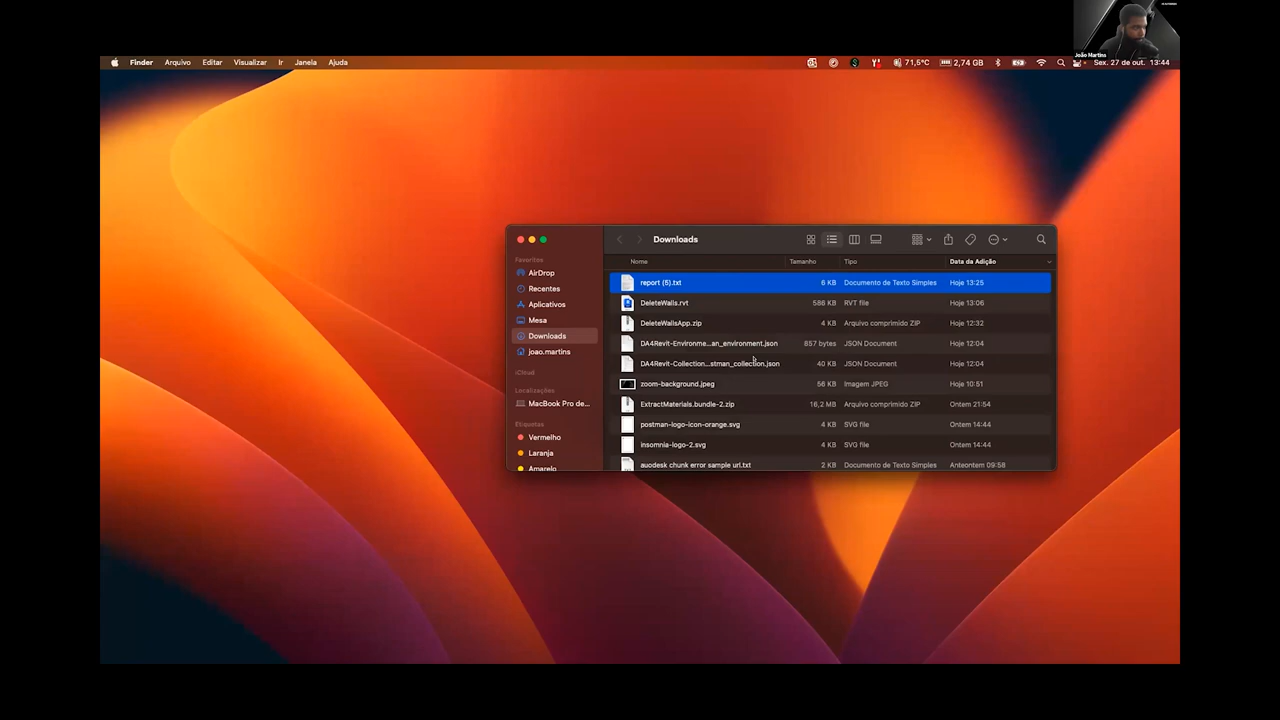 João Martins
Finder Arquivo Editar Visualizar Ir Janela Ajuda 71,5°C 2,74 GB Sex. 27 de out. 13:44
Downloads
Favoritos
AirDrop
Recentes
Aplicativos
Mesa
Downloads
joao.martins
iCloud
Localizações
MacBook Pro de...
Etiquetas
Vermelho
Laranja
Amarelo
Nome Tamanho Tipo Data da Adição
report (5).txt 6 KB Documento de Texto Simples Hoje 13:25
DeleteWalls.rvt 586 KB RVT file Hoje 13:06
DeleteWallsApp.zip 4 KB Arquivo comprimido ZIP Hoje 12:32
DA4Revit-Environme...an_environment.json 857 bytes JSON Document Hoje 12:04
DA4Revit-Collection...stman_collection.json 40 KB JSON Document Hoje 12:04
zoom-background.jpeg 56 KB Imagem JPEG Hoje 10:51
ExtractMaterials.bundle-2.zip 16,2 MB Arquivo comprimido ZIP Ontem 21:54
postman-logo-icon-orange.svg 4 KB SVG file Ontem 14:44
insomnia-logo-2.svg 4 KB SVG file Ontem 14:44
auodesk chunk error sample url.txt 2 KB Documento de Texto Simples Anteontem 09:58